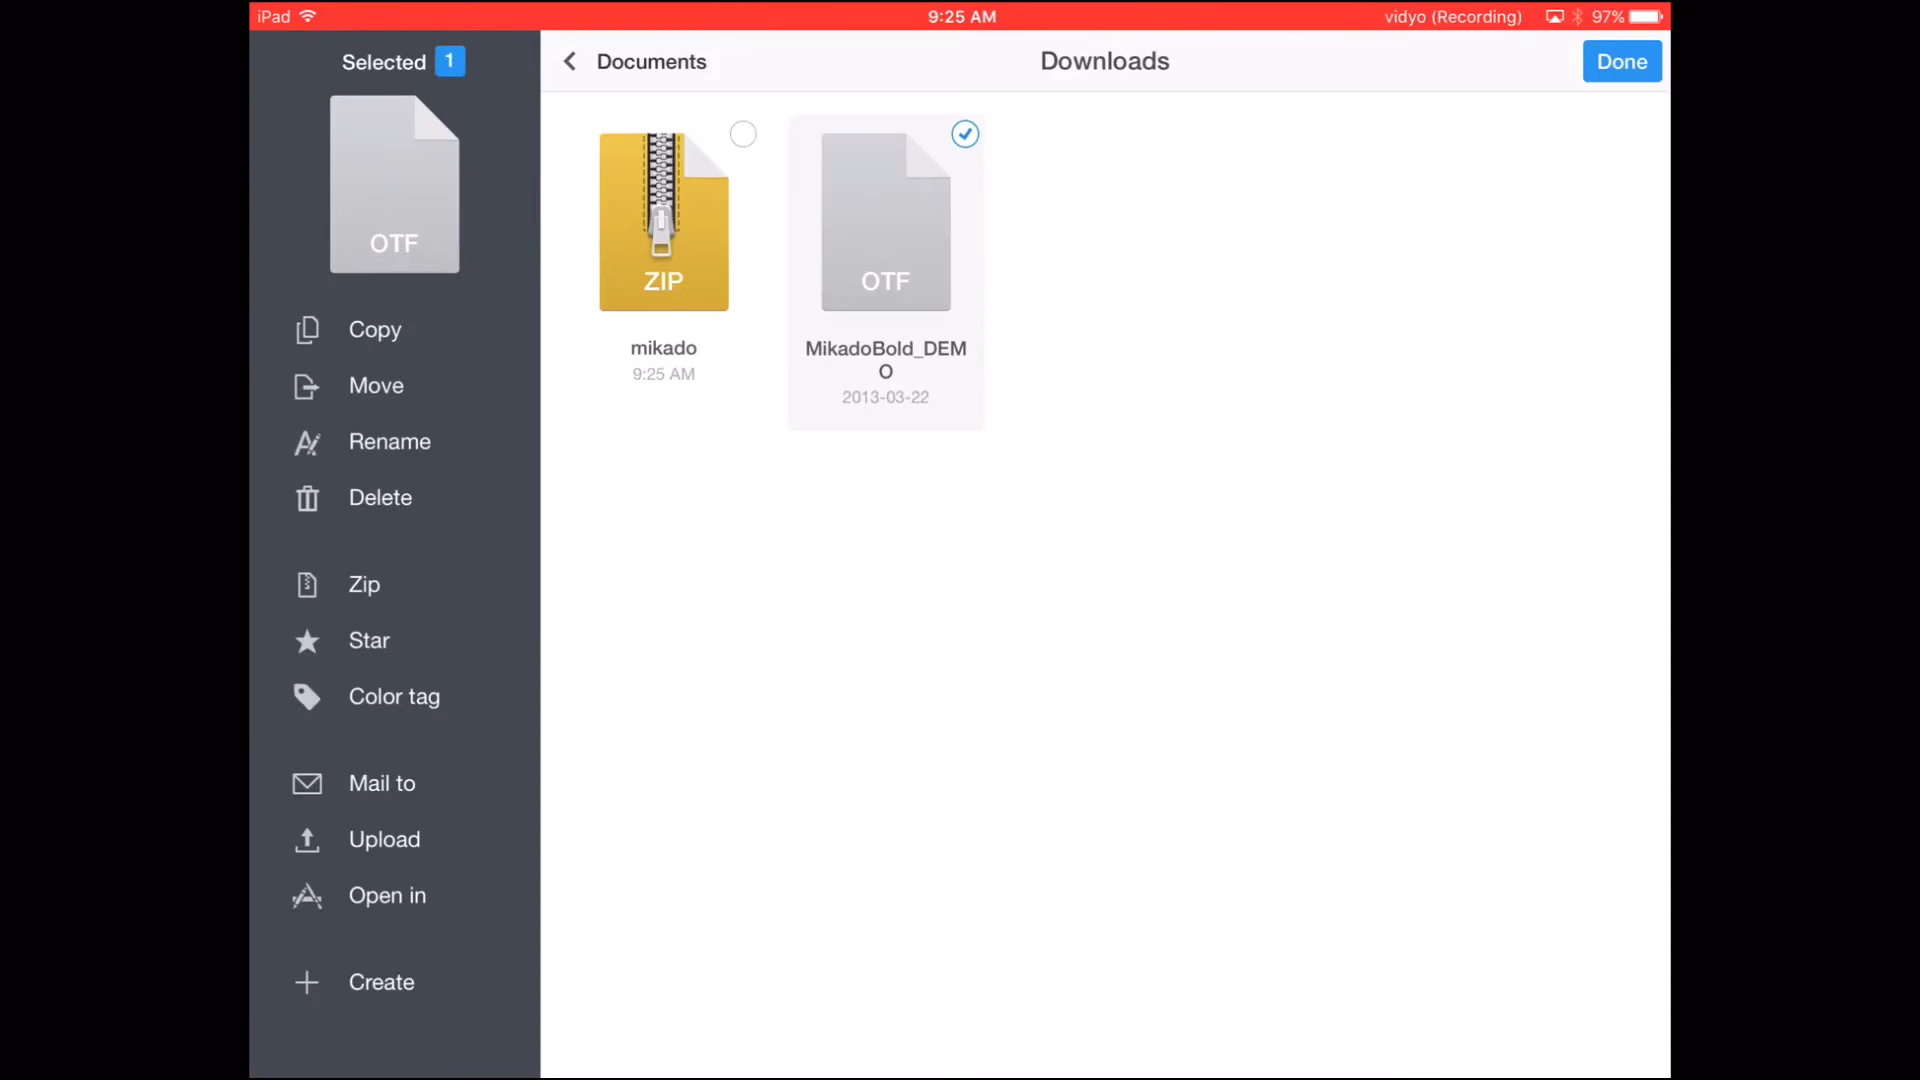 iPad
9:25 AM
vidyo (Recording)
97%
Selected 1
OTF
Copy
Move
Rename
Delete
Zip
Star
Color tag
Mail to
Upload
Open in
Create
Documents
Downloads
Done
ZIP
mikado
9:25 AM
OTF
MikadoBold_DEM
O
2013-03-22